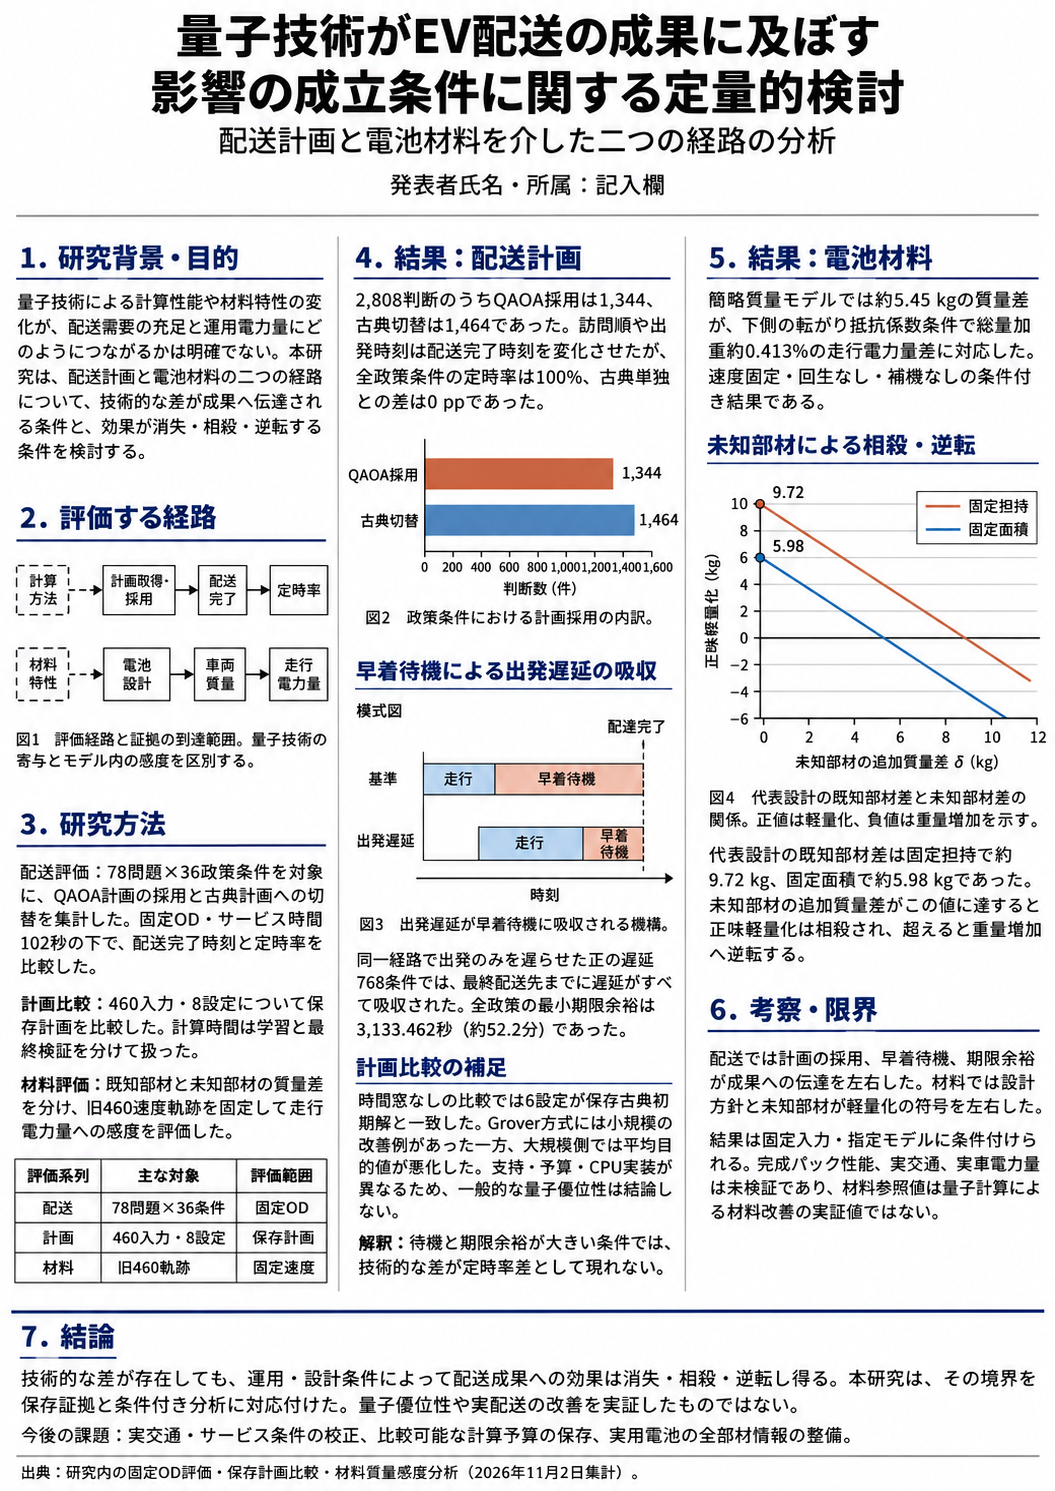 量子技術がEV配送の成果に及ぼす
影響の成立条件に関する定量的検討
配送計画と電池材料を介した二つの経路の分析
発表者氏名・所属：記入欄
1. 研究背景・目的
量子技術による計算性能や材料特性の変
化が、配送需要の充足と運用電力量にど
のようにつながるかは明確でない。本研
究は、配送計画と電池材料の二つの経路
について、技術的な差が成果へ伝達され
る条件と、効果が消失・相殺・逆転する
条件を検討する。
2. 評価する経路
計算
方法
計画取得・
採用
配送
完了
定時率
材料
特性
電池
設計
車両
質量
走行
電力量
図1　評価経路と証拠の到達範囲。量子技術の
寄与とモデル内の感度を区別する。
3. 研究方法
配送評価：78問題×36政策条件を対象
に、QAOA計画の採用と古典計画への切
替を集計した。固定OD・サービス時間
102秒の下で、配送完了時刻と定時率を
比較した。
計画比較：460入力・8設定について保
存計画を比較した。計算時間は学習と最
終検証を分けて扱った。
材料評価：既知部材と未知部材の質量差
を分け、旧460速度軌跡を固定して走行
電力量への感度を評価した。
評価系列 主な対象 評価範囲
配送 78問題×36条件 固定OD
計画 460入力・8設定 保存計画
材料 旧460軌跡 固定速度
4. 結果：配送計画
2,808判断のうちQAOA採用は1,344、
古典切替は1,464であった。訪問順や出
発時刻は配送完了時刻を変化させたが、
全政策条件の定時率は100%、古典単独
との差は0 ppであった。
QAOA採用 1,344
古典切替 1,464
0 200 400 600 800 1,000 1,200 1,400 1,600
判断数（件）
図2　政策条件における計画採用の内訳。
早着待機による出発遅延の吸収
模式図
配達完了
基準 走行 早着待機
出発遅延 走行 早着
待機
時刻
図3　出発遅延が早着待機に吸収される機構。
同一経路で出発のみを遅らせた正の遅延
768条件では、最終配送先までに遅延がすべ
て吸収された。全政策の最小期限余裕は
3,133.462秒（約52.2分）であった。
計画比較の補足
時間窓なしの比較では6設定が保存古典初
期解と一致した。Grover方式には小規模の
改善例があった一方、大規模側では平均目
的値が悪化した。支持・予算・CPU実装が
異なるため、一般的な量子優位性は結論し
ない。
解釈：待機と期限余裕が大きい条件では、
技術的な差が定時率差として現れない。
5. 結果：電池材料
簡略質量モデルでは約5.45 kgの質量差
が、下側の転がり抵抗係数条件で総量加
重約0.413%の走行電力量差に対応した。
速度固定・回生なし・補機なしの条件付
き結果である。
未知部材による相殺・逆転
9.72
5.98
固定担持
固定面積
10
8
6
4
2
0
−2
−4
−6
0 2 4 6 8 10 12
正味軽量化（kg）
未知部材の追加質量差 δ（kg）
図4　代表設計の既知部材差と未知部材差の
関係。正値は軽量化、負値は重量増加を示す。
代表設計の既知部材差は固定担持で約
9.72 kg、固定面積で約5.98 kgであった。
未知部材の追加質量差がこの値に達すると
正味軽量化は相殺され、超えると重量増加
へ逆転する。
6. 考察・限界
配送では計画の採用、早着待機、期限余裕
が成果への伝達を左右した。材料では設計
方針と未知部材が軽量化の符号を左右した。
結果は固定入力・指定モデルに条件付けら
れる。完成パック性能、実交通、実車電力量
は未検証であり、材料参照値は量子計算によ
る材料改善の実証値ではない。
7. 結論
技術的な差が存在しても、運用・設計条件によって配送成果への効果は消失・相殺・逆転し得る。本研究は、その境界を
保存証拠と条件付き分析に対応付けた。量子優位性や実配送の改善を実証したものではない。
今後の課題：実交通・サービス条件の校正、比較可能な計算予算の保存、実用電池の全部材情報の整備。
出典：研究内の固定OD評価・保存計画比較・材料質量感度分析（2026年11月2日集計）。